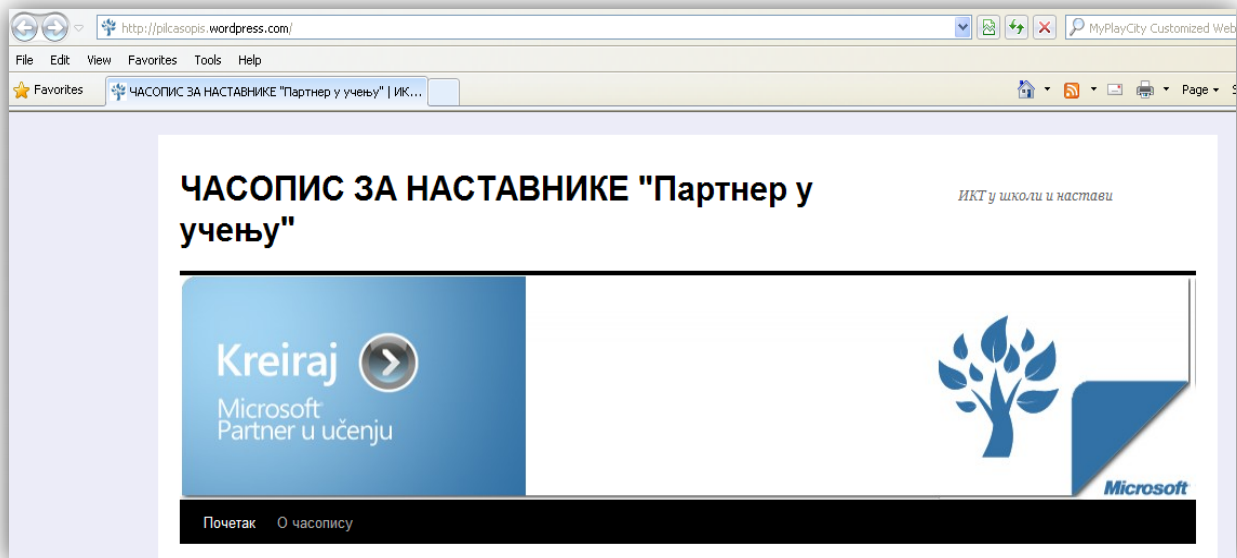 http://pilcasopis.wordpress.com/
MyPlayCity Customized Web
File Edit View Favorites Tools Help
Favorites
ЧАСОПИС ЗА НАСТАВНИКЕ "Партнер у учењу" | ИК...
Page
ЧАСОПИС ЗА НАСТАВНИКЕ "Партнер у
учењу"
ИКТ у школи и настави
Kreiraj
Microsoft
Partner u učenju
Microsoft
Почетак О часопису